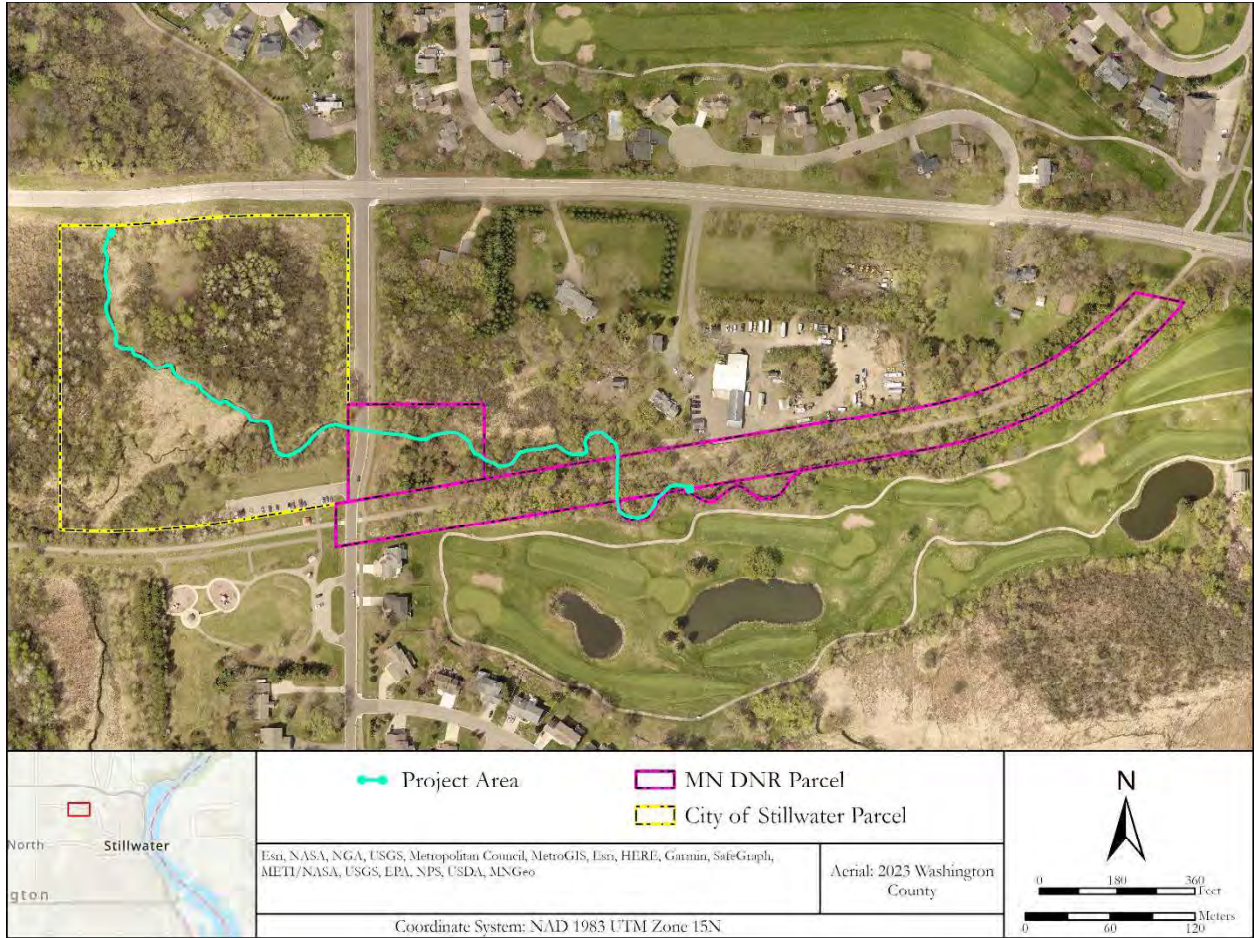 Project Area
MN DNR Parcel
City of Stillwater Parcel
North
Stillwater
gton
Esri, NASA, NGA, USGS, Metropolitan Council, MetroGIS, Esri, HERE, Garmin, SafeGraph,
METI/NASA, USGS, EPA, NPS, USDA, MNGeo
Aerial: 2023 Washington
County
Coordinate System: NAD 1983 UTM Zone 15N
N
0 180 360
Feet
Meters
0 60 120